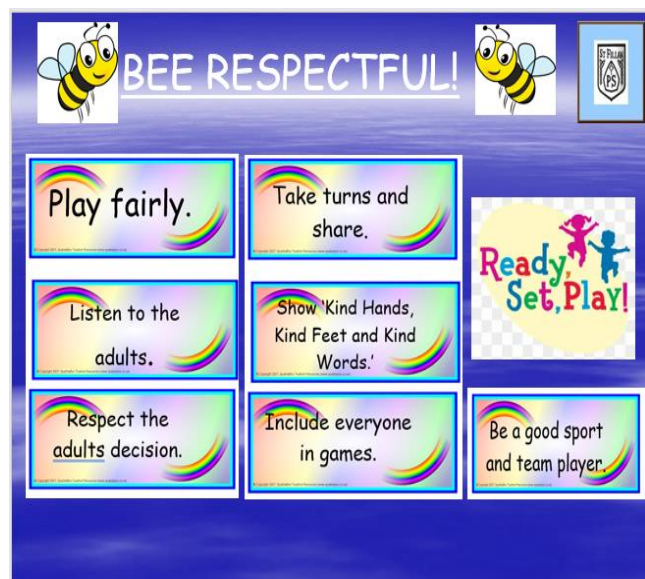 BEE RESPECTFUL!
ST FILLAN
PS
Play fairly.
Take turns and
share.
Ready,
Set, Play!
Listen to the
adults.
Show 'Kind Hands,
Kind Feet and Kind
Words.'
Respect the
adults decision.
Include everyone
in games.
Be a good sport
and team player.